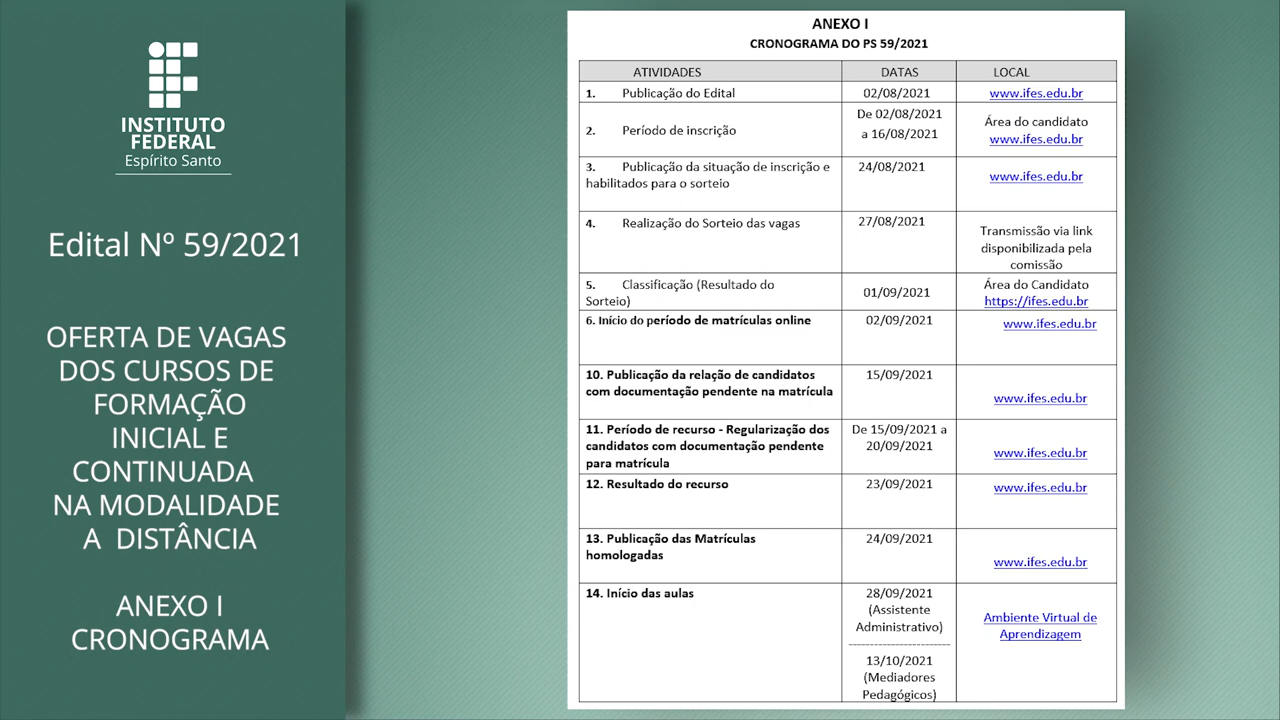 INSTITUTO
FEDERAL
Espírito Santo
Edital Nº 59/2021
OFERTA DE VAGAS
DOS CURSOS DE
FORMAÇÃO
INICIAL E
CONTINUADA
NA MODALIDADE
A DISTÂNCIA
ANEXO I
CRONOGRAMA
ANEXO I
CRONOGRAMA DO PS 59/2021
ATIVIDADES DATAS LOCAL
1. Publicação do Edital 02/08/2021 www.ifes.edu.br
2. Período de inscrição
De 02/08/2021
a 16/08/2021
Área do candidato
www.ifes.edu.br
3. Publicação da situação de inscrição e
habilitados para o sorteio
24/08/2021
www.ifes.edu.br
4. Realização do Sorteio das vagas
27/08/2021
Transmissão via link
disponibilizada pela
comissão
5. Classificação (Resultado do
Sorteio)
01/09/2021
Área do Candidato
https://ifes.edu.br
6. Início do período de matrículas online
02/09/2021
www.ifes.edu.br
10. Publicação da relação de candidatos
com documentação pendente na matrícula
15/09/2021
www.ifes.edu.br
11. Período de recurso - Regularização dos
candidatos com documentação pendente
para matrícula
De 15/09/2021 a
20/09/2021
www.ifes.edu.br
12. Resultado do recurso
23/09/2021
www.ifes.edu.br
13. Publicação das Matrículas
homologadas
24/09/2021
www.ifes.edu.br
14. Início das aulas
28/09/2021
(Assistente
Administrativo)
------------------------
13/10/2021
(Mediadores
Pedagógicos)
Ambiente Virtual de
Aprendizagem